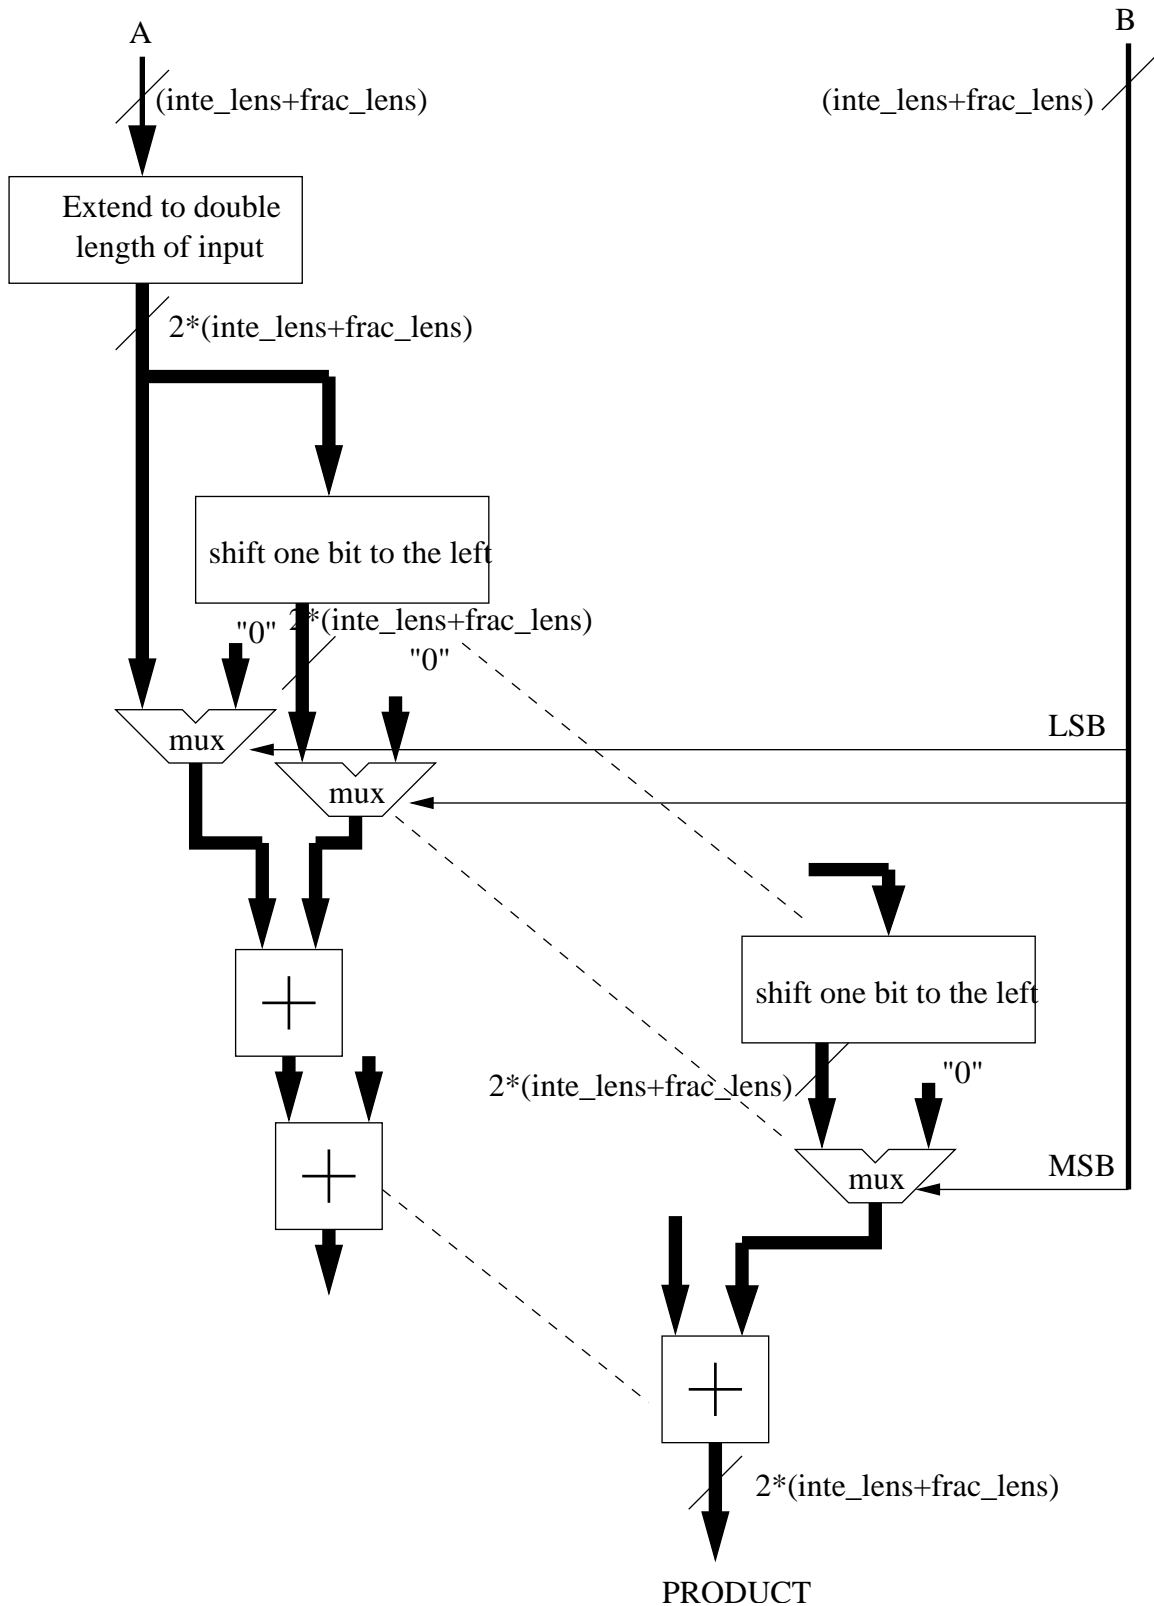 A
B
(inte_lens+frac_lens)
(inte_lens+frac_lens)
Extend to double
length of input
2*(inte_lens+frac_lens)
shift one bit to the left
"0"
2*(inte_lens+frac_lens)
"0"
LSB
mux
mux
shift one bit to the left
2*(inte_lens+frac_lens)
"0"
MSB
mux
2*(inte_lens+frac_lens)
PRODUCT